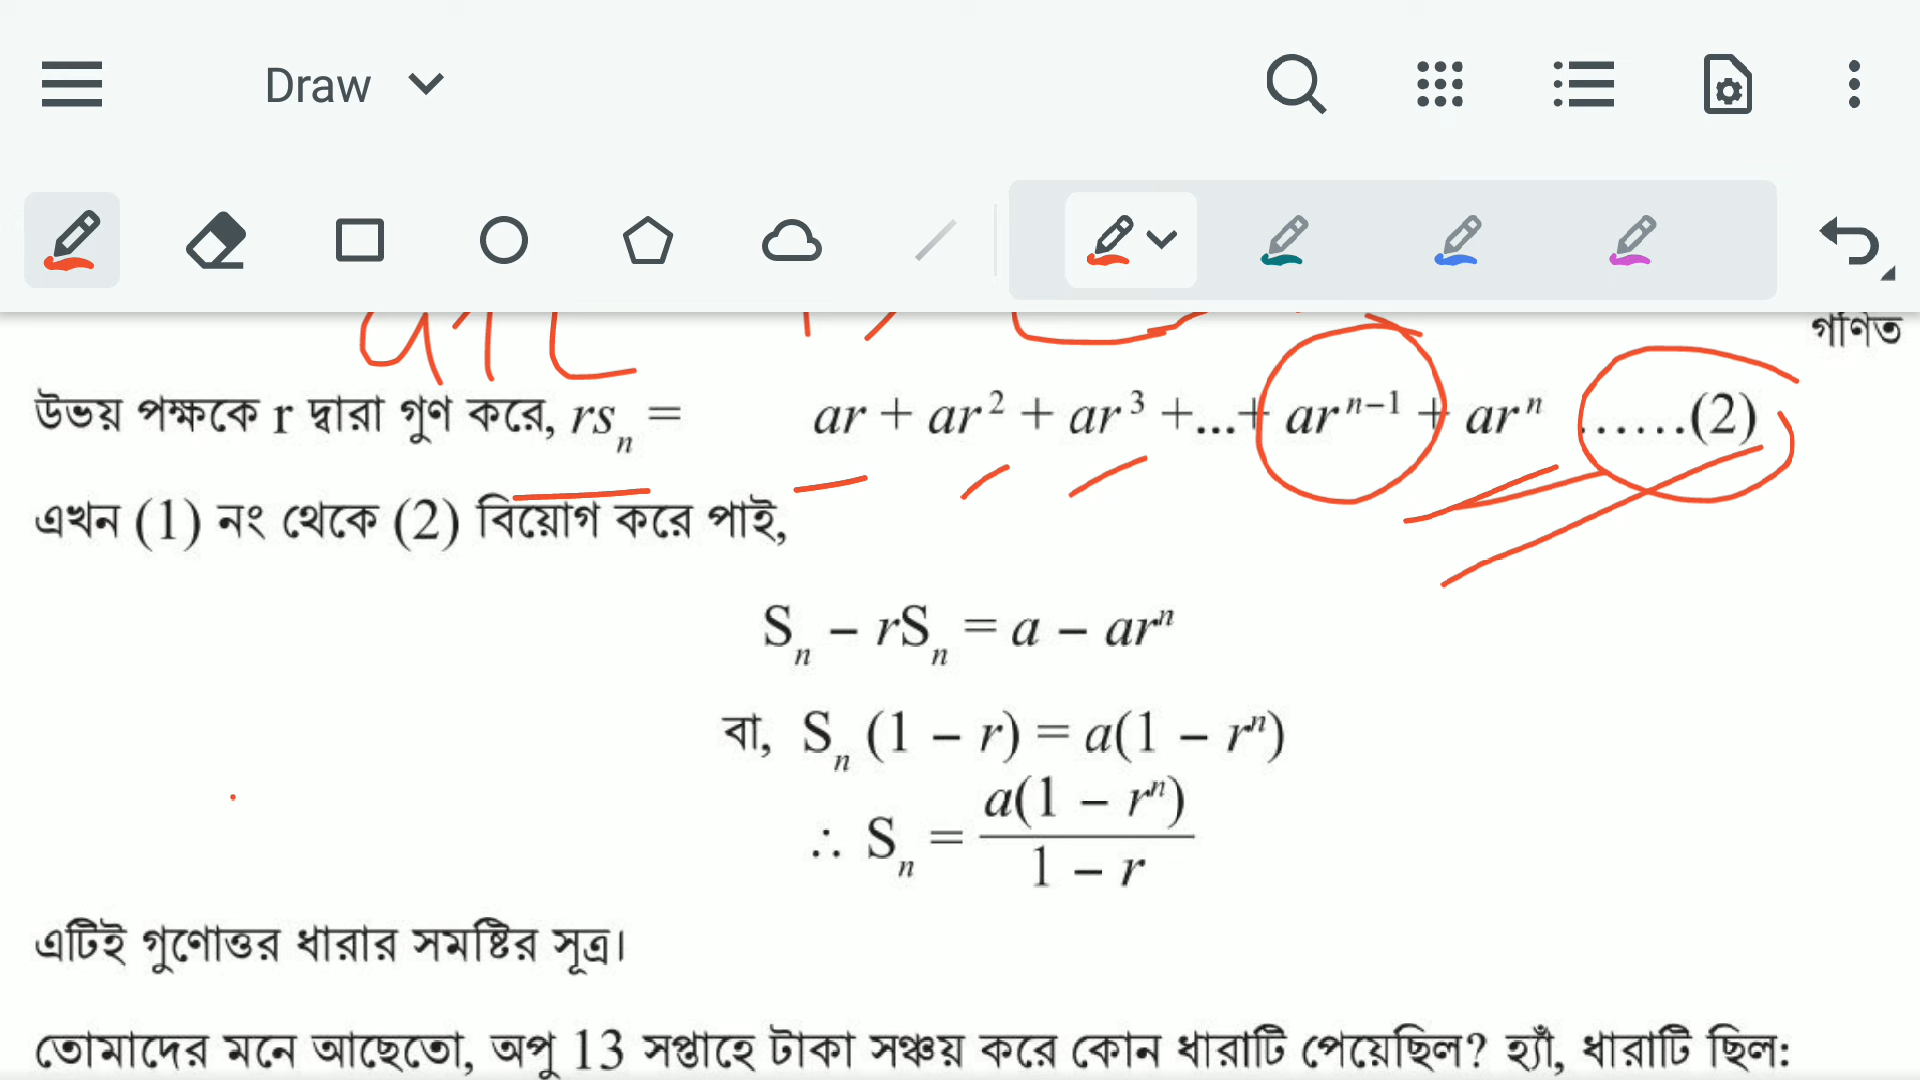 Draw
গণিত
উভয় পক্ষকে r দ্বারা গুণ করে, rsₙ = ar + ar² + ar³ +...+ arⁿ⁻¹ + arⁿ ......(2)
এখন (1) নং থেকে (2) বিয়োগ করে পাই,
Sₙ – rSₙ = a – arⁿ
বা, Sₙ (1 – r) = a(1 – rⁿ)
∴ Sₙ = a(1 – rⁿ) / 1 – r
এটিই গুণোত্তর ধারার সমষ্টির সূত্র।
তোমাদের মনে আছেতো, অপু 13 সপ্তাহে টাকা সঞ্চয় করে কোন ধারাটি পেয়েছিল? হ্যাঁ, ধারাটি ছিল: